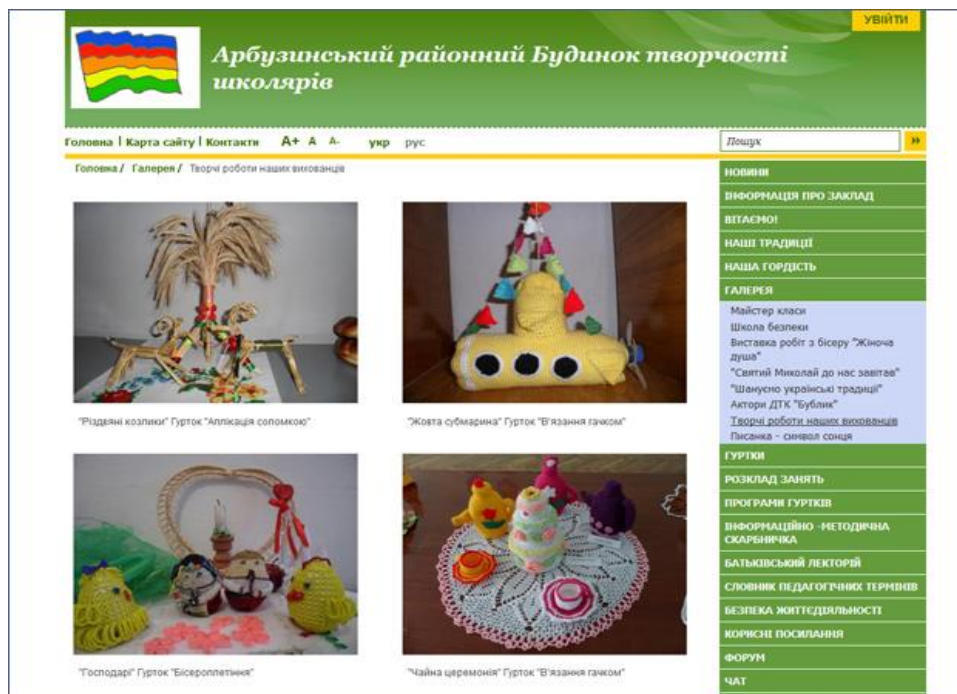 УВІЙТИ
Арбузинський районний Будинок творчості
школярів
Головна | Карта сайту | Контакти A+ A A- укр рус
Пошук »
Головна / Галерея / Творчі роботи наших вихованців
НОВИНИ
ІНФОРМАЦІЯ ПРО ЗАКЛАД
ВІТАЄМО!
НАШІ ТРАДИЦІЇ
НАША ГОРДІСТЬ
ГАЛЕРЕЯ
Майстер класи
Школа безпеки
Виставка робіт з бісеру "Жіноча
душа"
"Святий Миколай до нас завітав"
"Шануємо українські традиції"
Актори ДТК "Бублик"
Творчі роботи наших вихованців
Писанка - символ сонця
ГУРТКИ
РОЗКЛАД ЗАНЯТЬ
ПРОГРАМИ ГУРТКІВ
ІНФОРМАЦІЙНО -МЕТОДИЧНА
СКАРБНИЧКА
БАТЬКІВСЬКИЙ ЛЕКТОРІЙ
СЛОВНИК ПЕДАГОГІЧНИХ ТЕРМІНІВ
БЕЗПЕКА ЖИТТЄДІЯЛЬНОСТІ
КОРИСНІ ПОСИЛАННЯ
ФОРУМ
ЧАТ
"Різдвяні козлики" Гурток "Аплікація соломкою"
"Жовта субмарина" Гурток "В'язання гачком"
"Господарі" Гурток "Бісероплетіння"
"Чайна церемонія" Гурток "В'язання гачком"